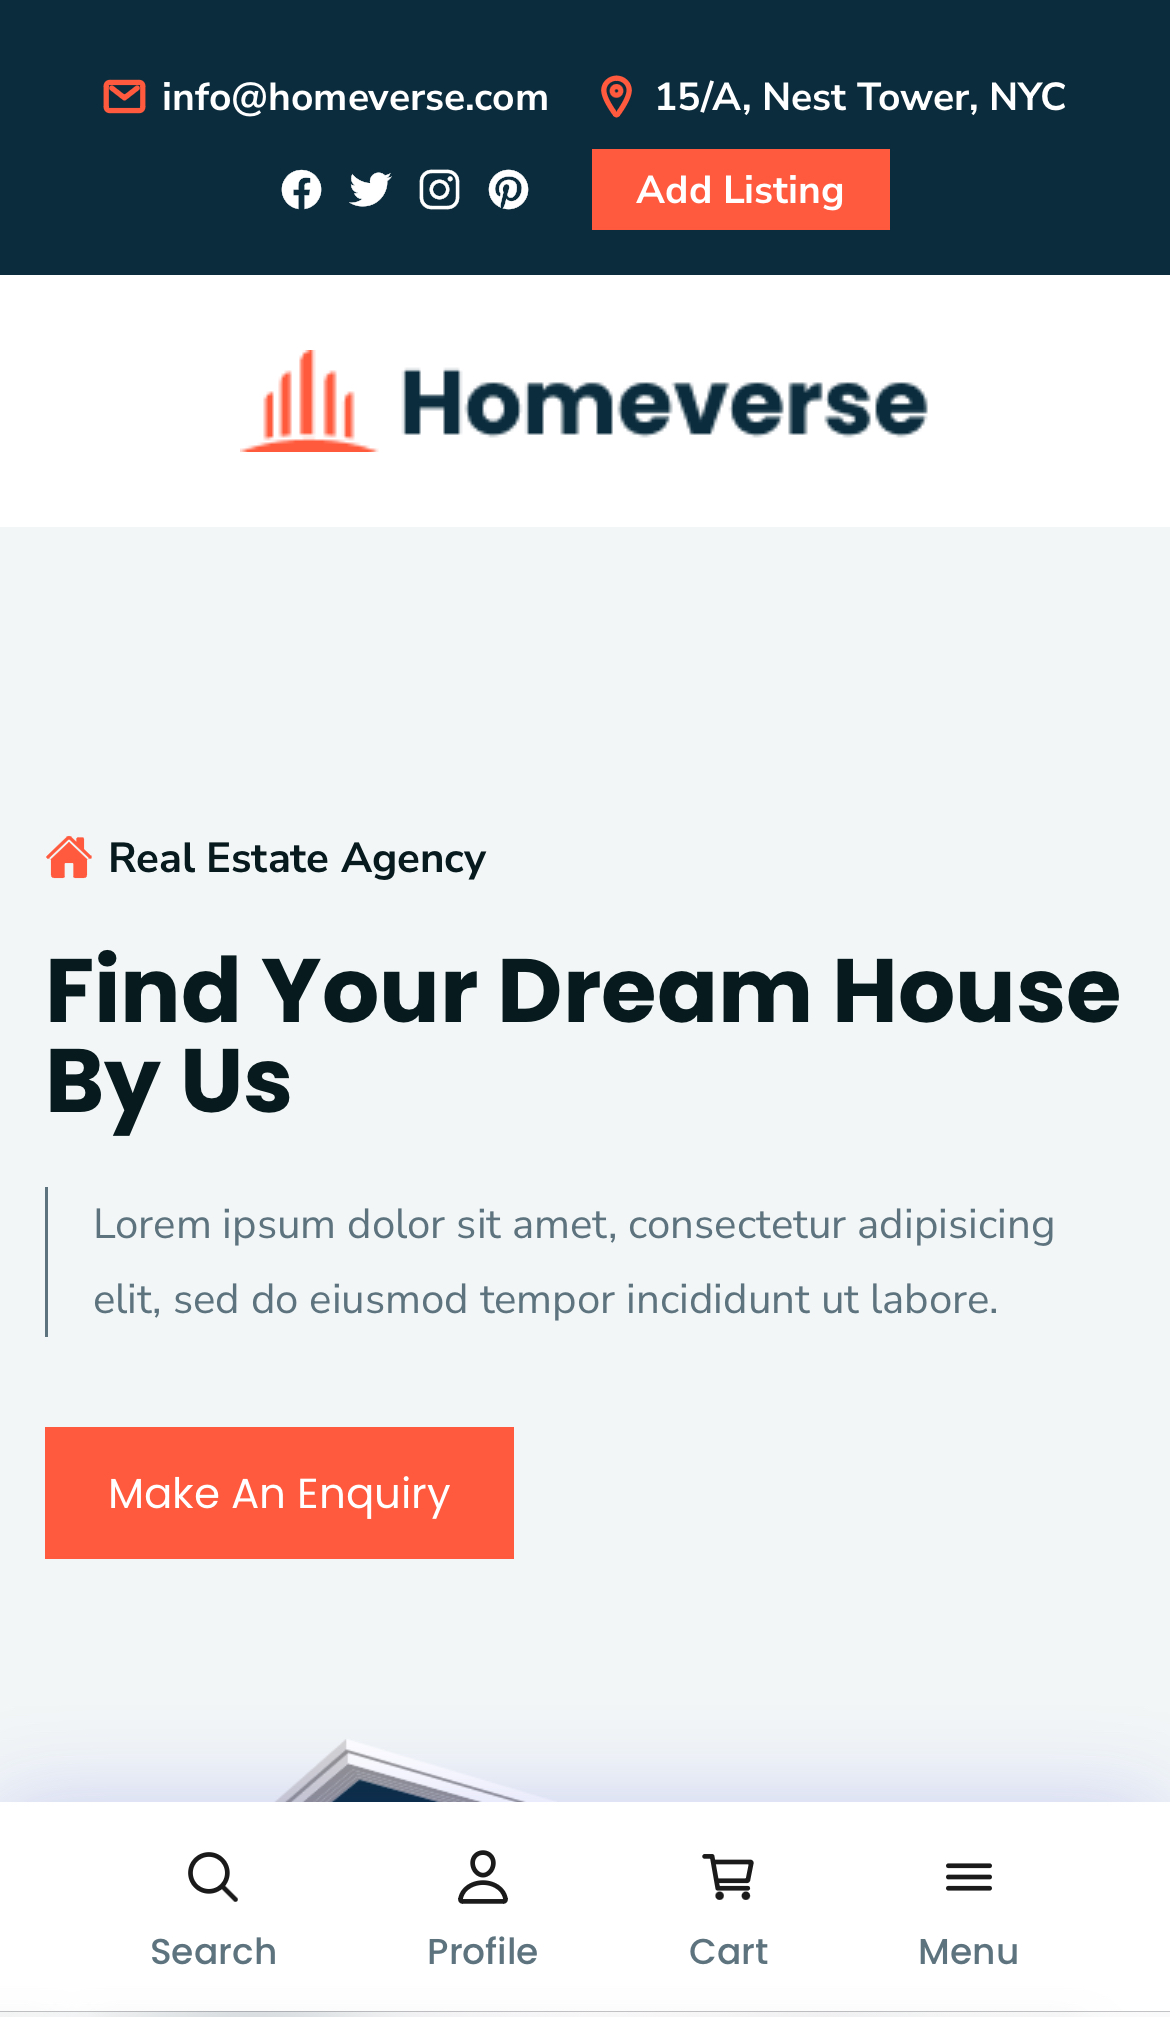 info@homeverse.com
15/A, Nest Tower, NYC
Add Listing
Homeverse
Real Estate Agency
Find Your Dream House
By Us
Lorem ipsum dolor sit amet, consectetur adipisicing
elit, sed do eiusmod tempor incididunt ut labore.
Make An Enquiry
Search
Profile
Cart
Menu